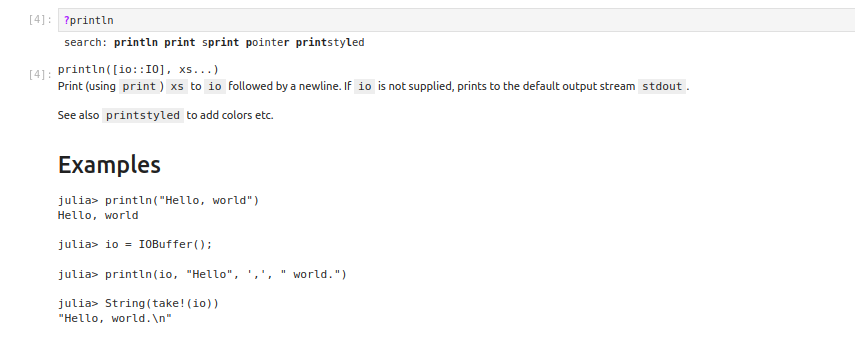 [4]: ?println
search: println print sprint pointer printstyled
[4]: println([io::IO], xs...)
Print (using print) xs to io followed by a newline. If io is not supplied, prints to the default output stream stdout.
See also printstyled to add colors etc.
Examples
julia> println("Hello, world")
Hello, world
julia> io = IOBuffer();
julia> println(io, "Hello", ',', " world.")
julia> String(take!(io))
"Hello, world.\n"